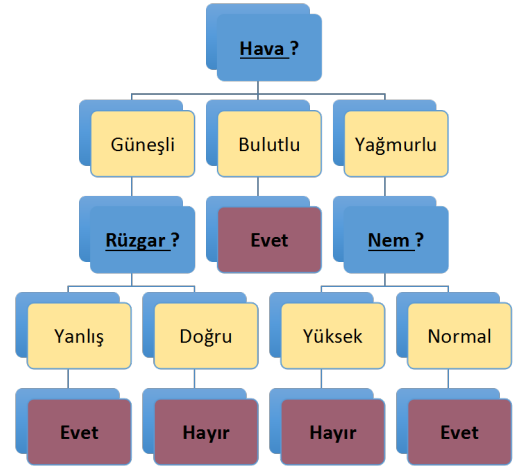 Hava ?
Güneşli
Bulutlu
Yağmurlu
Rüzgar ?
Evet
Nem ?
Yanlış
Doğru
Yüksek
Normal
Evet
Hayır
Hayır
Evet